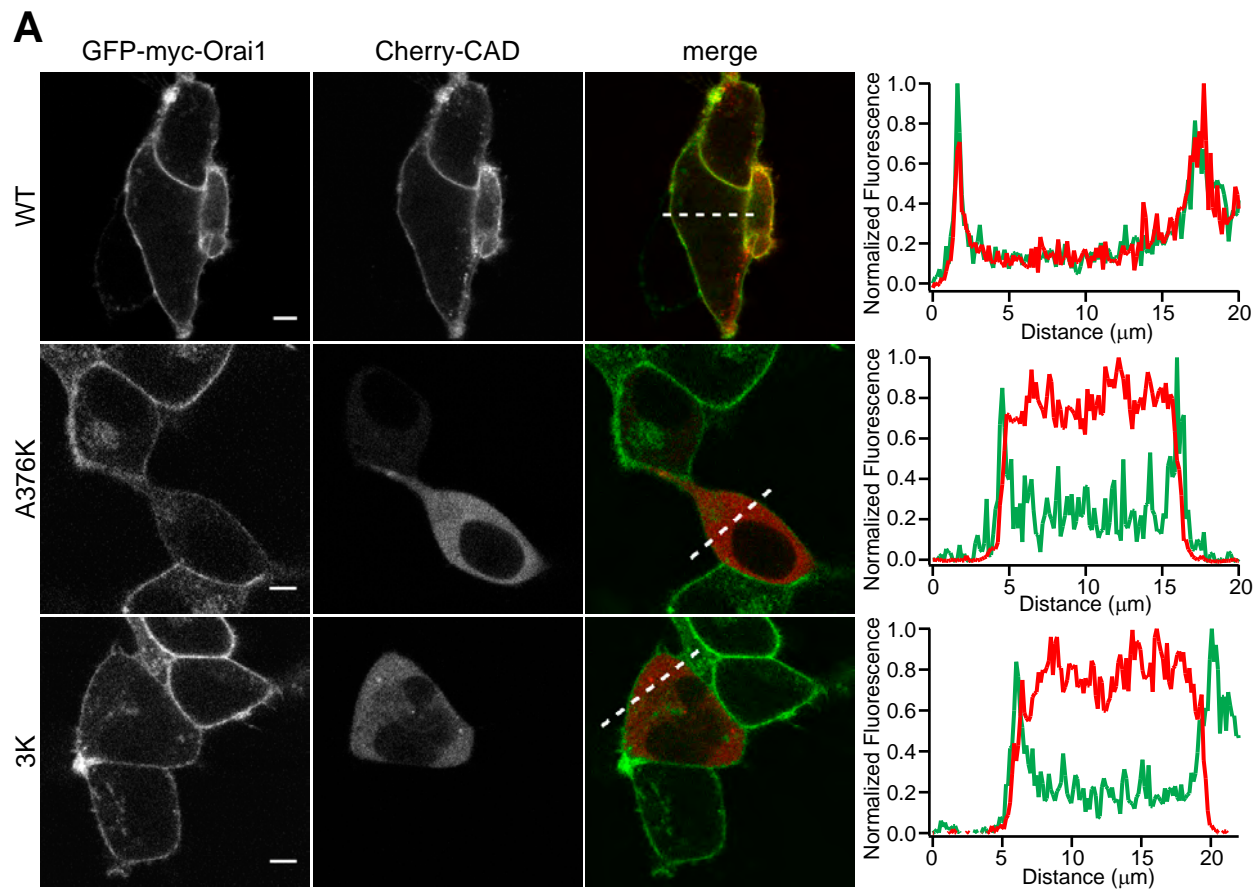 A
GFP-myc-Orai1 Cherry-CAD merge
WT
Normalized Fluorescence
1.0
0.8
0.6
0.4
0.2
0.0
0 5 10 15 20
Distance (μm)
A376K
Normalized Fluorescence
1.0
0.8
0.6
0.4
0.2
0.0
0 5 10 15 20
Distance (μm)
3K
Normalized Fluorescence
1.0
0.8
0.6
0.4
0.2
0.0
0 5 10 15 20
Distance (μm)